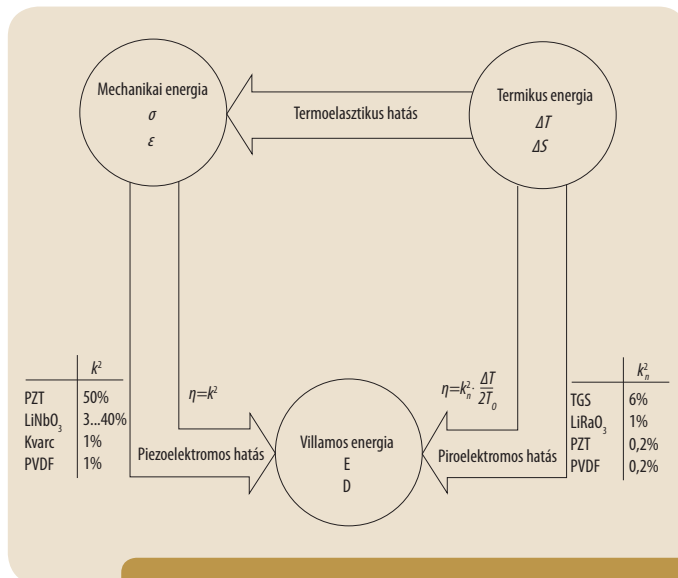 Mechanikai energia
σ
ε
Termoelasztikus hatás
Termikus energia
ΔT
ΔS
k²
PZT 50%
LiNbO₃ 3...40%
Kvarc 1%
PVDF 1%
η=k²
Piezoelektromos hatás
Villamos energia
E
D
η=kₙ²· ΔT/2T₀
Piroelektromos hatás
kₙ²
TGS 6%
LiRaO₃ 1%
PZT 0,2%
PVDF 0,2%